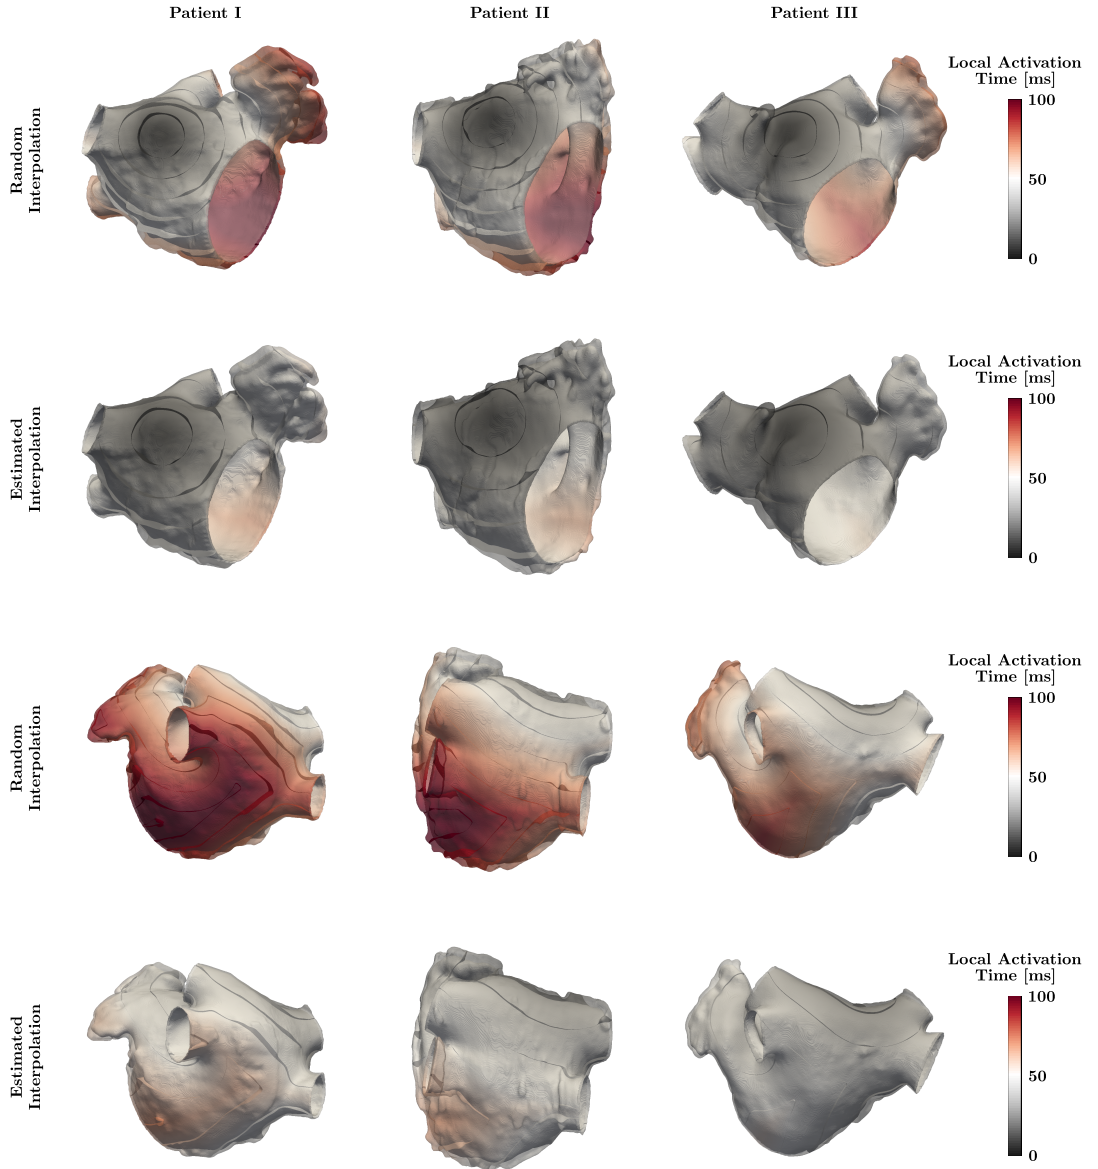 Patient I
Patient II
Patient III
Random
Interpolation
Local Activation
Time [ms]
100
50
0
Estimated
Interpolation
Local Activation
Time [ms]
100
50
0
Random
Interpolation
Local Activation
Time [ms]
100
50
0
Estimated
Interpolation
Local Activation
Time [ms]
100
50
0